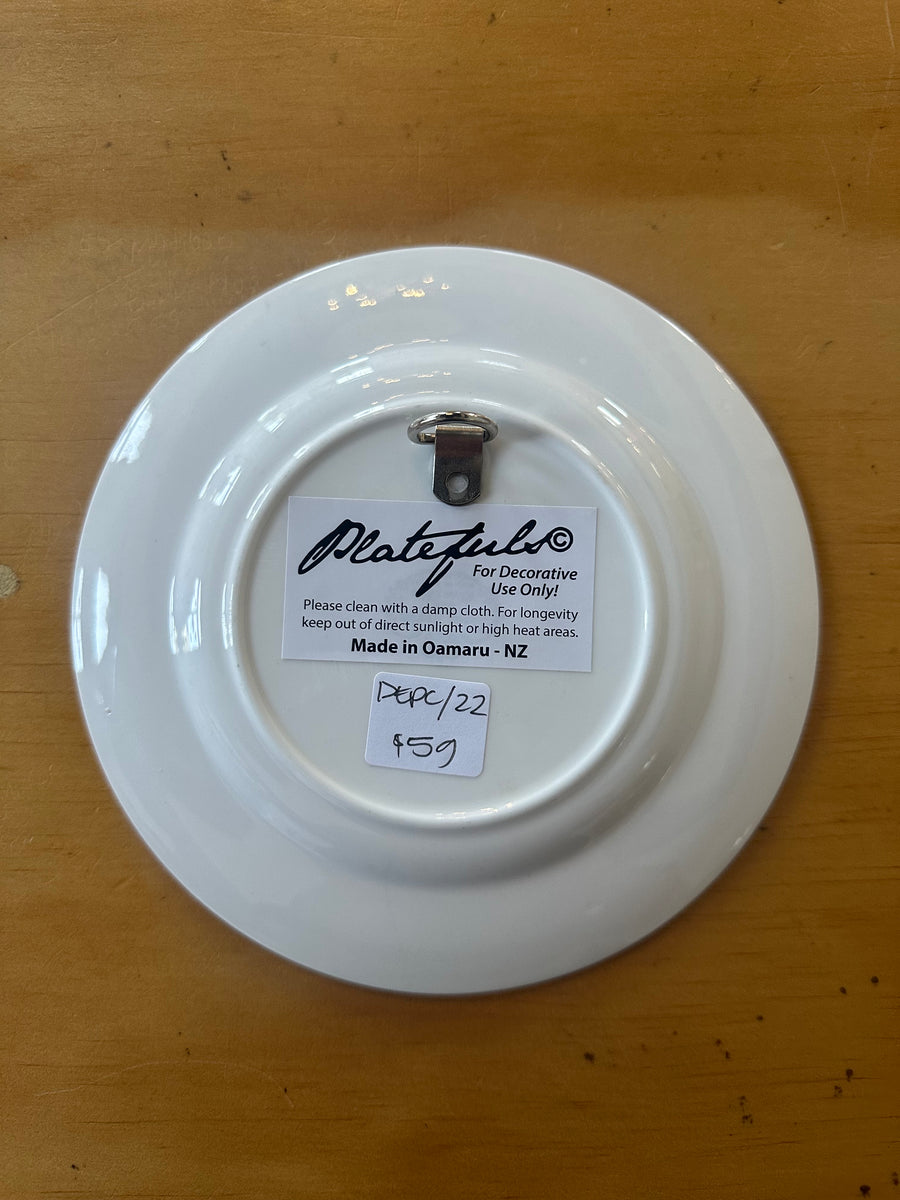 Platefuls©
For Decorative
Use Only!
Please clean with a damp cloth. For longevity
keep out of direct sunlight or high heat areas.
Made in Oamaru - NZ
DEPC/22
$59